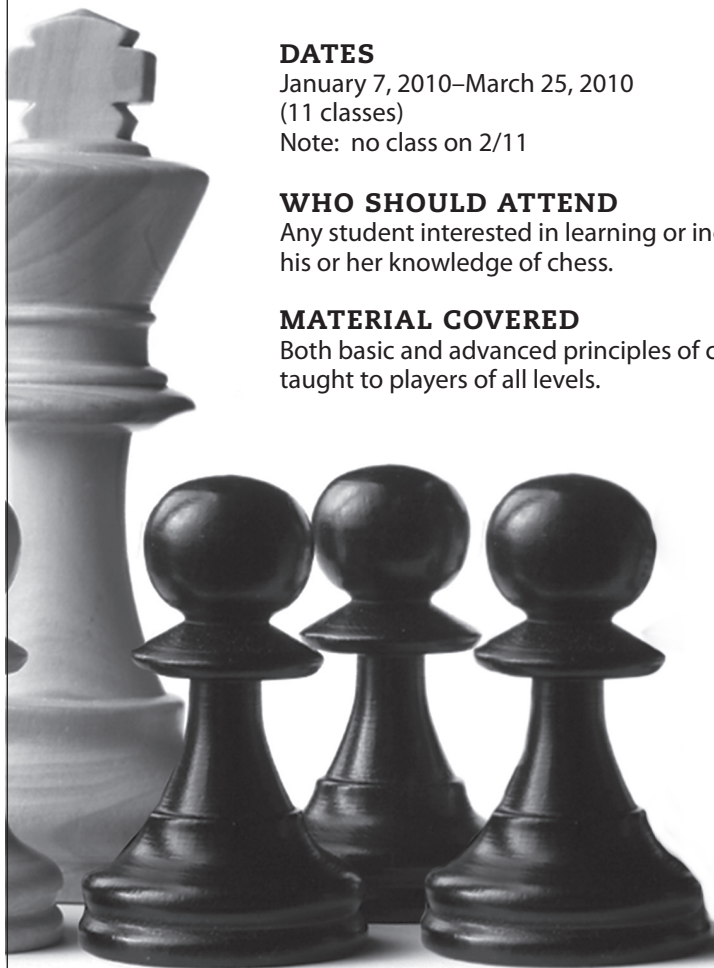 DATES
January 7, 2010–March 25, 2010
(11 classes)
Note: no class on 2/11
WHO SHOULD ATTEND
Any student interested in learning or
his or her knowledge of chess.
MATERIAL COVERED
Both basic and advanced principles of
taught to players of all levels.